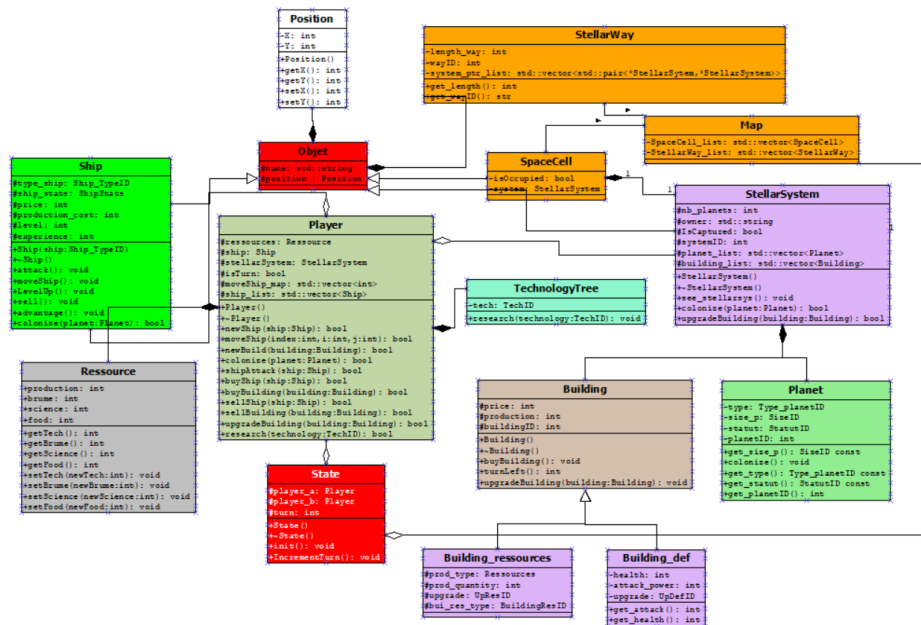 Position
-X: int
-Y: int
+Position()
+getX(): int
+getY(): int
+setX(): int
+setY(): int
StellarWay
-length_way: int
-wayID: int
-system_ptr_list: std::vector<std::pair<*StellarSytem,*StellarSystem>>
+get_length(): int
+get_wayID(): str
Map
-SpaceCell_list: std::vector<SpaceCell>
-StellarWay_list: std::vector<StellarWay>
Objet
#name: std::string
#position : Position
SpaceCell
-isOccupied: bool
-system: StellarSystem
1
1
1
Ship
#type_ship: Ship_TypeID
#ship_stats: ShipStats
#price: int
#production_cost: int
#level: int
#experience: int
+Ship(ship:Ship_TypeID)
+~Ship()
+attack(): void
+moveShip(): void
+LevelUp(): void
+sell(): void
+advantage(): void
+colonize(planet:Planet): bool
StellarSystem
#nb_planets: int
#owner: std::string
#IsCaptured: bool
#systemID: int
#planet_list: std::vector<Planet>
#building_list: std::vector<Building>
+StellarSystem()
+~StellarSystem()
+see_stellarsys(): void
+colonise(planet:Planet): bool
+upgradeBuilding(building:Building): bool
Player
#ressources: Ressource
#ship: Ship
#stellarSystem: StellarSystem
#isTurn: bool
#moveShip_map: std::vector<int>
#ship_list: std::vector<Ship>
+Player()
+~Player()
+newShip(ship:Ship): bool
+moveShip(index:int,i:int,j:int): bool
+newBuild(building:Building): bool
+colonise(planet:Planet): bool
+shipAttack(ship:Ship): bool
+buyShip(ship:Ship): bool
+buyBuilding(building:Building): bool
+sellShip(ship:Ship): bool
+sellBuilding(building:Building): bool
+upgradeBuilding(building:Building): bool
+research(technology:TechID): bool
TechnologyTree
-tech: TechID
+research(technology:TechID): void
Ressource
+production: int
+brume: int
+science: int
+food: int
+getTech(): int
+getBrume(): int
+getScience(): int
+getFood(): int
+setTech(newTech:int): void
+setBrume(newBrume:int): void
+setScience(newScience:int): void
+setFood(newFood:int): void
Building
#price: int
#production: int
#buildingID: int
+Building()
+~Building()
+buyBuilding(): void
+turnLeft(): int
+upgradeBuilding(building:Building): void
Planet
-type: Type_planetID
-size_p: SizeID
-statut: StatutID
-planetID: int
+get_size_p(): SizeID const
+colonize(): void
+get_type(): Type_planetID const
+get_statut(): StatutID const
+get_planetID(): int
State
#player_a: Player
#player_b: Player
#turn: int
+State()
+~State()
+init(): void
+IncrementTurn(): void
Building_ressources
#prod_type: Ressources
#prod_quantity: int
#upgrade: UpResID
#bui_res_type: BuildingResID
Building_def
-health: int
-attack_power: int
-upgrade: UpDefID
+get_attack(): int
+get_health(): int